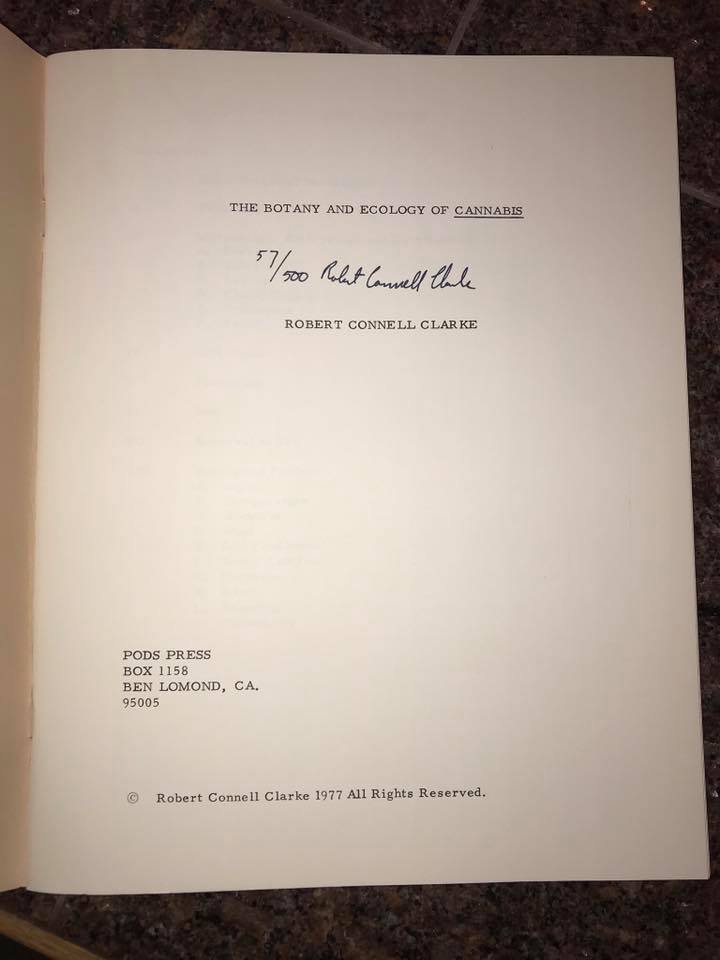 THE BOTANY AND ECOLOGY OF CANNABIS
57/500 Robert Connell Clarke
ROBERT CONNELL CLARKE
PODS PRESS
BOX 1158
BEN LOMOND, CA.
95005
© Robert Connell Clarke 1977 All Rights Reserved.